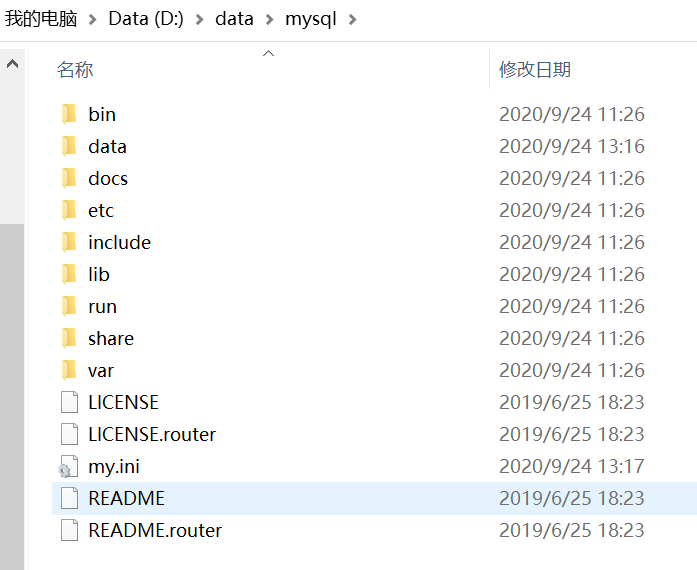 我的电脑 > Data (D:) > data > mysql >
名称 修改日期
bin 2020/9/24 11:26
data 2020/9/24 13:16
docs 2020/9/24 11:26
etc 2020/9/24 11:26
include 2020/9/24 11:26
lib 2020/9/24 11:26
run 2020/9/24 11:26
share 2020/9/24 11:26
var 2020/9/24 11:26
LICENSE 2019/6/25 18:23
LICENSE.router 2019/6/25 18:23
my.ini 2020/9/24 13:17
README 2019/6/25 18:23
README.router 2019/6/25 18:23